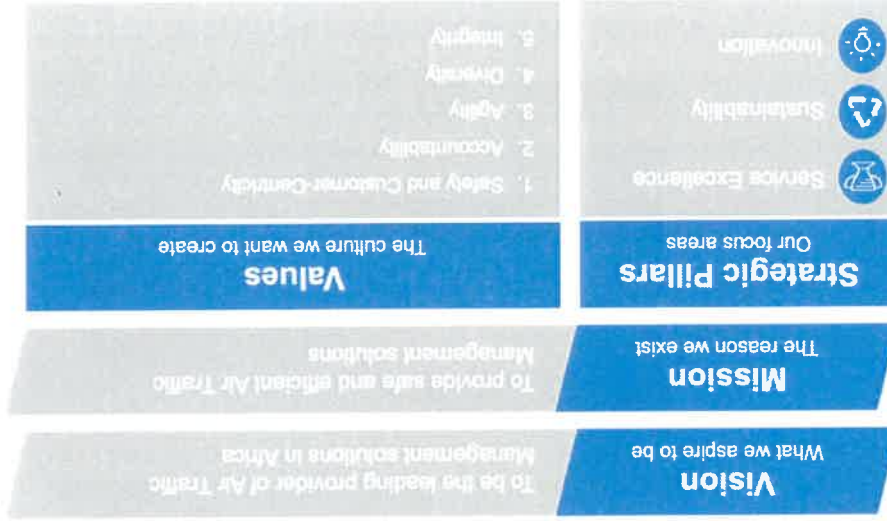 Vision
What we aspire to be
To be the leading provider of Air Traffic
Management solutions in Africa
Mission
The reason we exist
To provide safe and efficient Air Traffic
Management solutions
Strategic Pillars
Our focus areas
Service Excellence
Sustainability
Innovation
Values
The culture we want to create
1. Safety and Customer-Centricity
2. Accountability
3. Agility
4. Diversity
5. Integrity